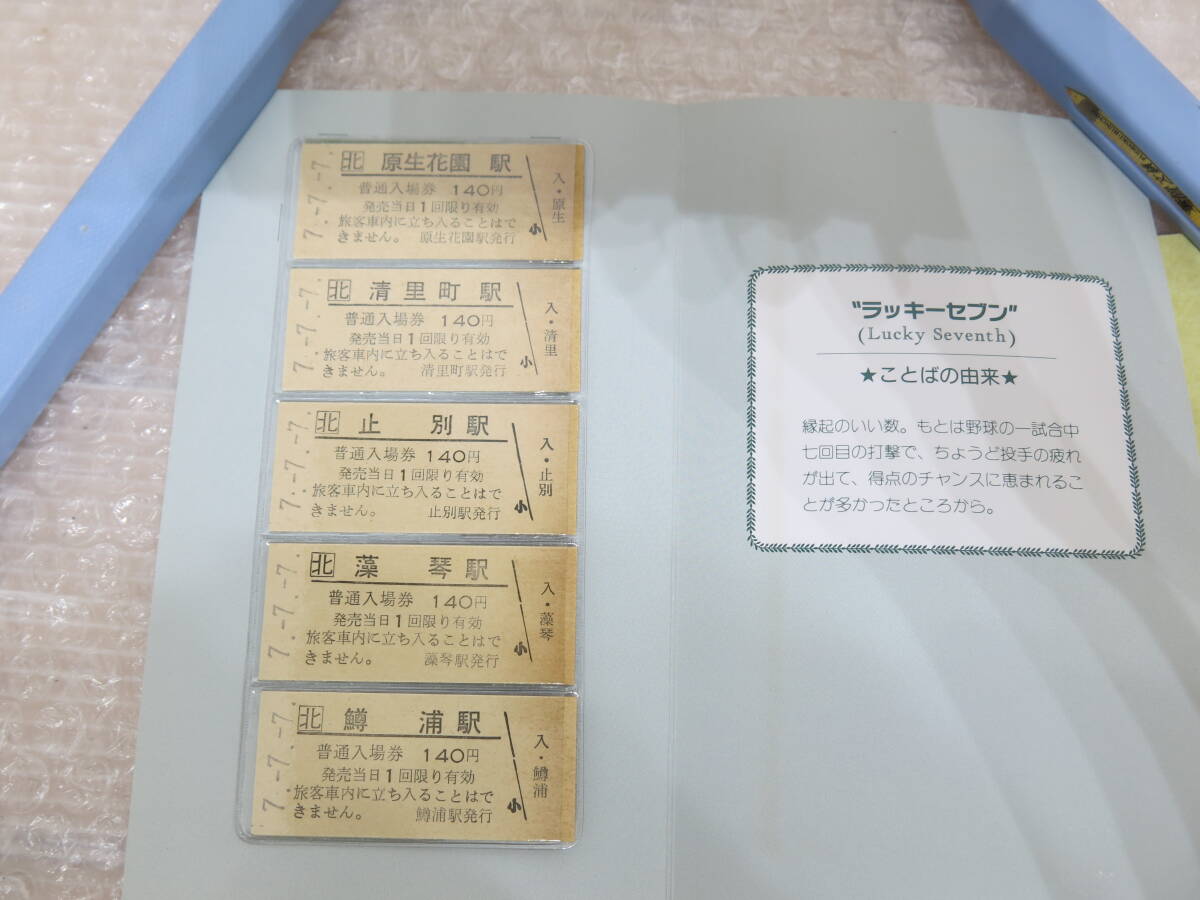 7.-7.-7.
北 原生花園 駅
普通入場券 140円
発売当日1回限り有効
旅客車内に立ち入ることはで
きません。 原生花園駅発行
入・原生
小
7.-7.-7.
北 清里町 駅
普通入場券 140円
発売当日1回限り有効
旅客車内に立ち入ることはで
きません。 清里町駅発行
入・清里
小
7.-7.-7.
北 止 別駅
普通入場券 140円
発売当日1回限り有効
旅客車内に立ち入ることはで
きません。 止別駅発行
入・止別
小
7.-7.-7.
北 藻 琴駅
普通入場券 140円
発売当日1回限り有効
旅客車内に立ち入ることはで
きません。 藻琴駅発行
入・藻琴
小
7.-7.-7.
北 鱒 浦駅
普通入場券 140円
発売当日1回限り有効
旅客車内に立ち入ることはで
きません。 鱒浦駅発行
入・鱒浦
小
"ラッキーセブン"
(Lucky Seventh)
★ことばの由来★
縁起のいい数。もとは野球の一試合中
七回目の打撃で、ちょうど投手の疲れ
が出て、得点のチャンスに恵まれるこ
とが多かったところから。